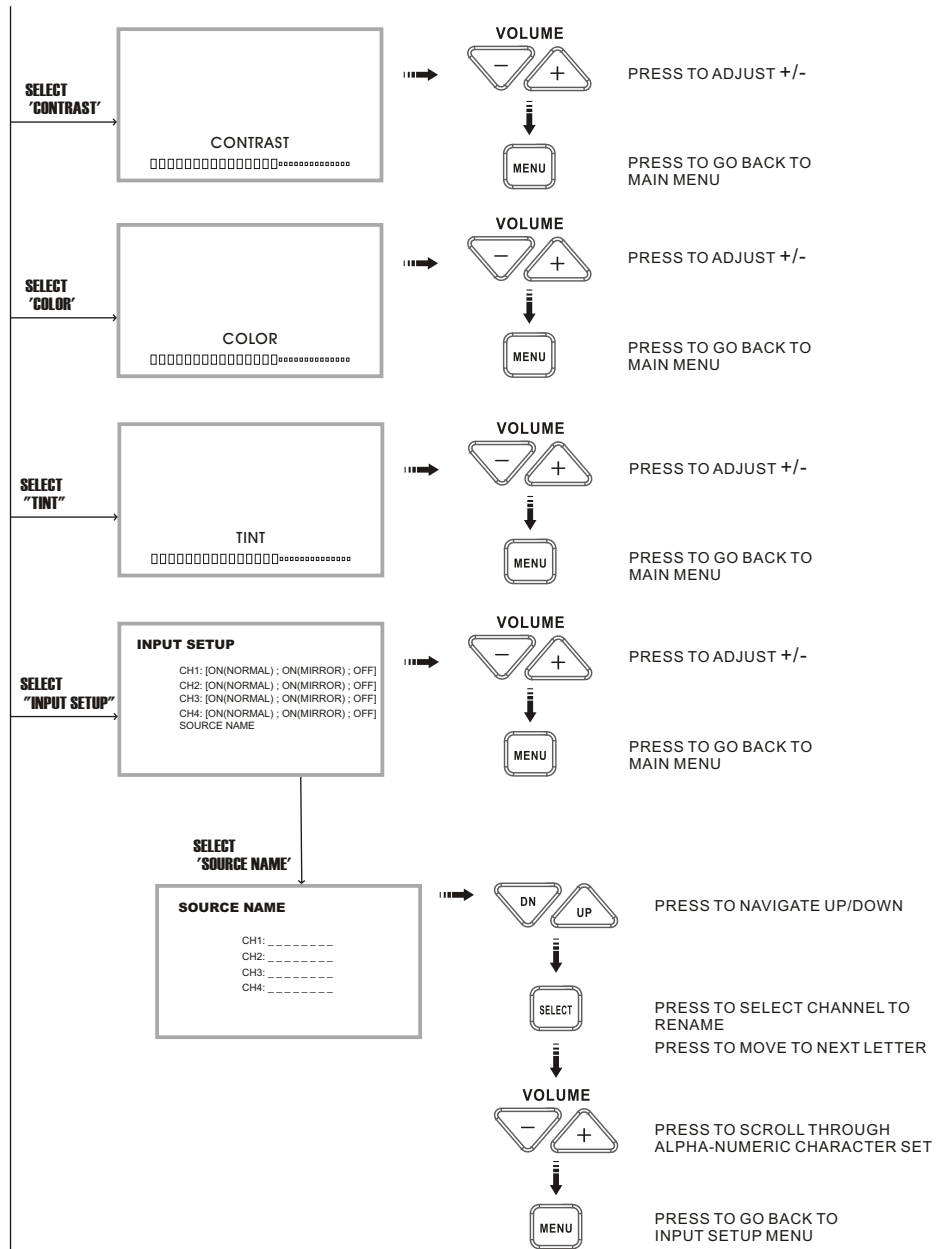 SELECT
'CONTRAST'
CONTRAST
VOLUME
- +
PRESS TO ADJUST +/-
MENU
PRESS TO GO BACK TO
MAIN MENU
SELECT
'COLOR'
COLOR
VOLUME
- +
PRESS TO ADJUST +/-
MENU
PRESS TO GO BACK TO
MAIN MENU
SELECT
"TINT"
TINT
VOLUME
- +
PRESS TO ADJUST +/-
MENU
PRESS TO GO BACK TO
MAIN MENU
SELECT
"INPUT SETUP"
INPUT SETUP
CH1: [ON(NORMAL) ; ON(MIRROR) ; OFF]
CH2: [ON(NORMAL) ; ON(MIRROR) ; OFF]
CH3: [ON(NORMAL) ; ON(MIRROR) ; OFF]
CH4: [ON(NORMAL) ; ON(MIRROR) ; OFF]
SOURCE NAME
VOLUME
- +
PRESS TO ADJUST +/-
MENU
PRESS TO GO BACK TO
MAIN MENU
SELECT
'SOURCE NAME'
SOURCE NAME
CH1: _ _ _ _ _ _ _ _
CH2: _ _ _ _ _ _ _ _
CH3: _ _ _ _ _ _ _ _
CH4: _ _ _ _ _ _ _ _
DN UP
PRESS TO NAVIGATE UP/DOWN
SELECT
PRESS TO SELECT CHANNEL TO
RENAME
PRESS TO MOVE TO NEXT LETTER
VOLUME
- +
PRESS TO SCROLL THROUGH
ALPHA-NUMERIC CHARACTER SET
MENU
PRESS TO GO BACK TO
INPUT SETUP MENU